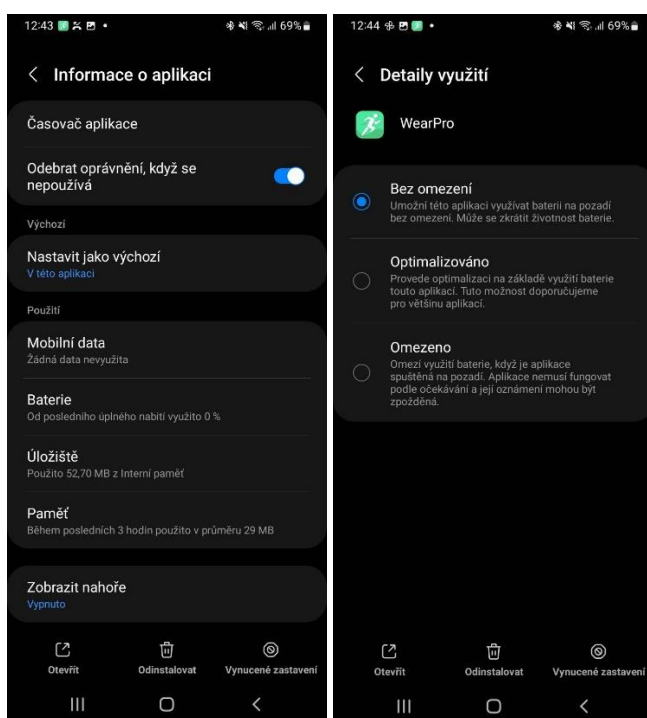 12:43
69%
Informace o aplikaci
Časovač aplikace
Odebrat oprávnění, když se
nepoužívá
Výchozí
Nastavit jako výchozí
V této aplikaci
Použití
Mobilní data
Žádná data nevyužita
Baterie
Od posledního úplného nabití využito 0 %
Úložiště
Použito 52,70 MB z Interní paměť
Paměť
Během posledních 3 hodin použito v průměru 29 MB
Zobrazit nahoře
Vypnuto
Otevřít
Odinstalovat
Vynucené zastavení
12:44
69%
Detaily využití
WearPro
Bez omezení
Umožní této aplikaci využívat baterii na pozadí
bez omezení. Může se zkrátit životnost baterie.
Optimalizováno
Provede optimalizaci na základě využití baterie
touto aplikací. Tuto možnost doporučujeme
pro většinu aplikací.
Omezeno
Omezí využití baterie, když je aplikace
spuštěná na pozadí. Aplikace nemusí fungovat
podle očekávání a její oznámení mohou být
zpožděná.
Otevřít
Odinstalovat
Vynucené zastavení